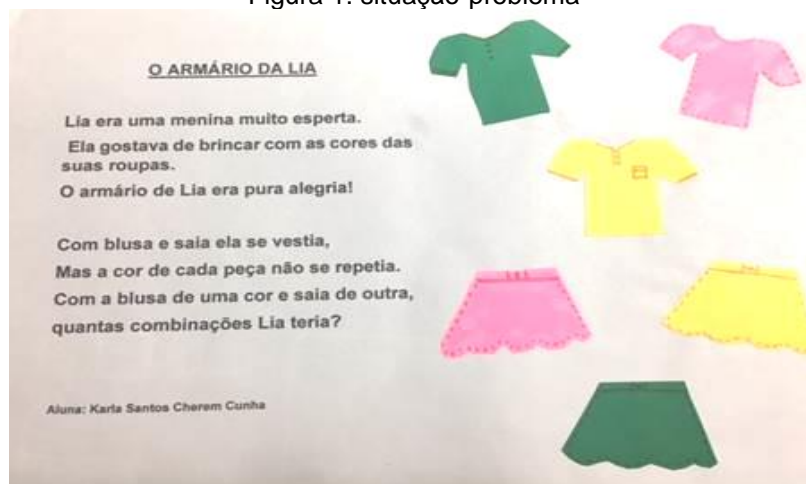 Figura 1: situação-problema
O ARMÁRIO DA LIA
Lia era uma menina muito esperta.
Ela gostava de brincar com as cores das
suas roupas.
O armário de Lia era pura alegria!
Com blusa e saia ela se vestia,
Mas a cor de cada peça não se repetia.
Com a blusa de uma cor e saia de outra,
quantas combinações Lia teria?
Aluna: Karla Santos Cherem Cunha